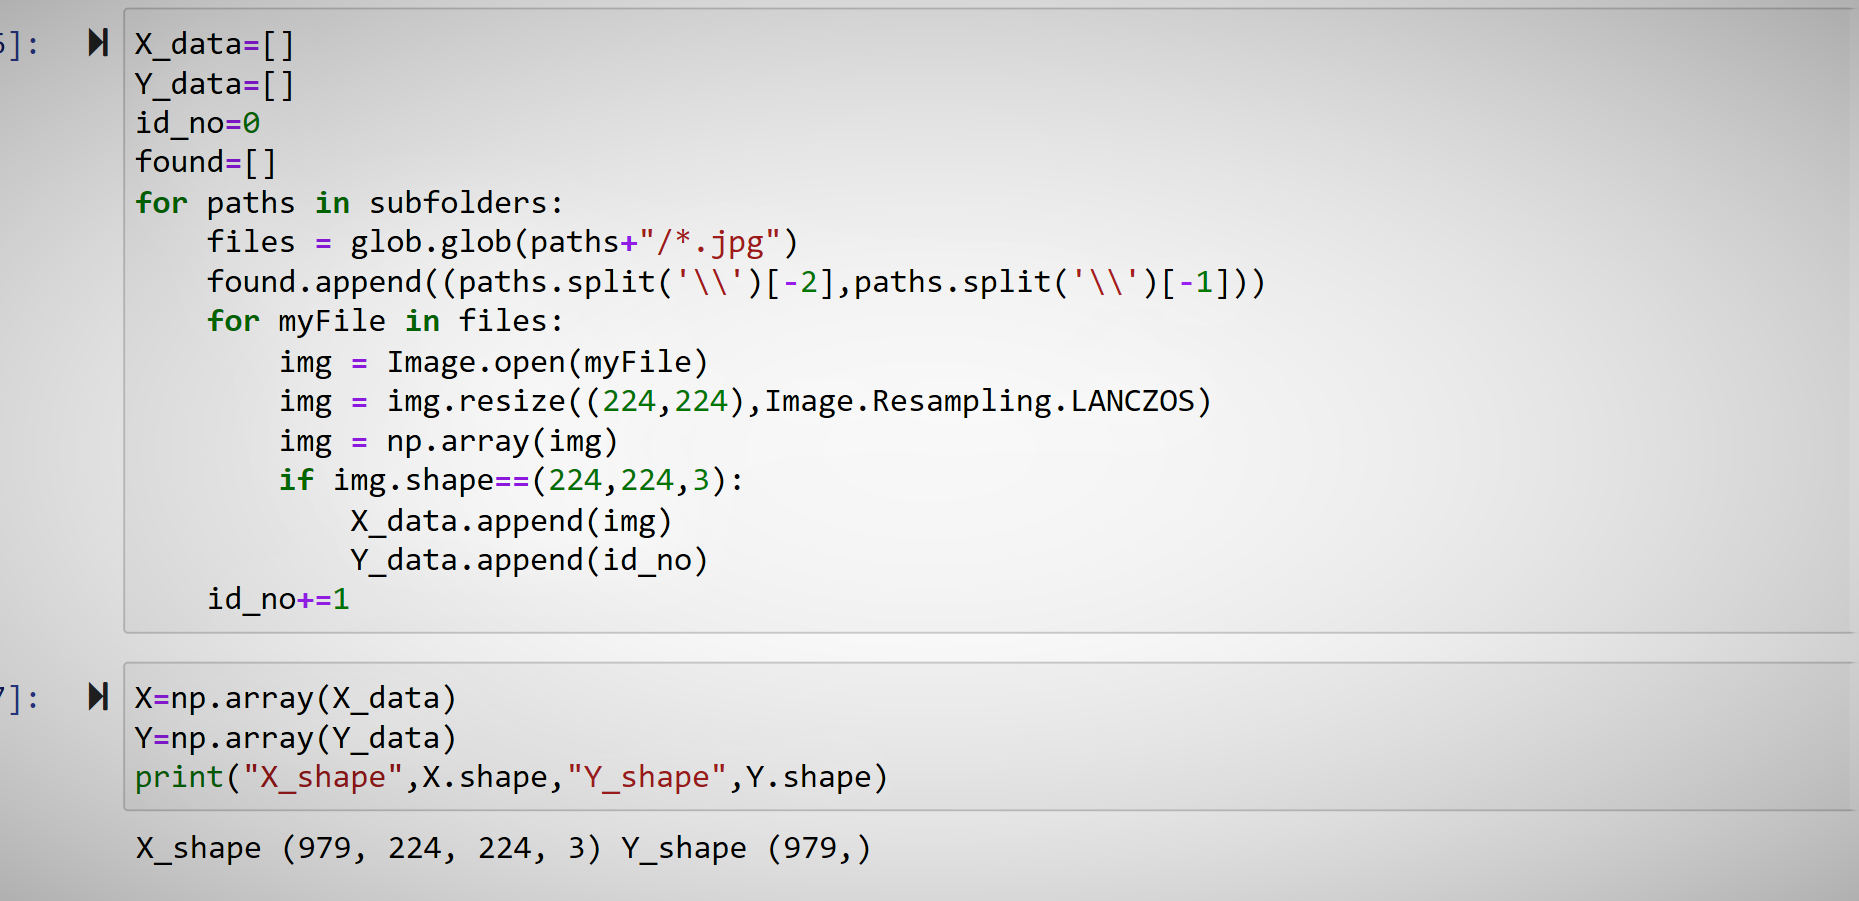 5]:
X_data=[]
Y_data=[]
id_no=0
found=[]
for paths in subfolders:
    files = glob.glob(paths+"/*.jpg")
    found.append((paths.split('\\')[-2],paths.split('\\')[-1]))
    for myFile in files:
        img = Image.open(myFile)
        img = img.resize((224,224),Image.Resampling.LANCZOS)
        img = np.array(img)
        if img.shape==(224,224,3):
            X_data.append(img)
            Y_data.append(id_no)
    id_no+=1
7]:
X=np.array(X_data)
Y=np.array(Y_data)
print("X_shape",X.shape,"Y_shape",Y.shape)
X_shape (979, 224, 224, 3) Y_shape (979,)